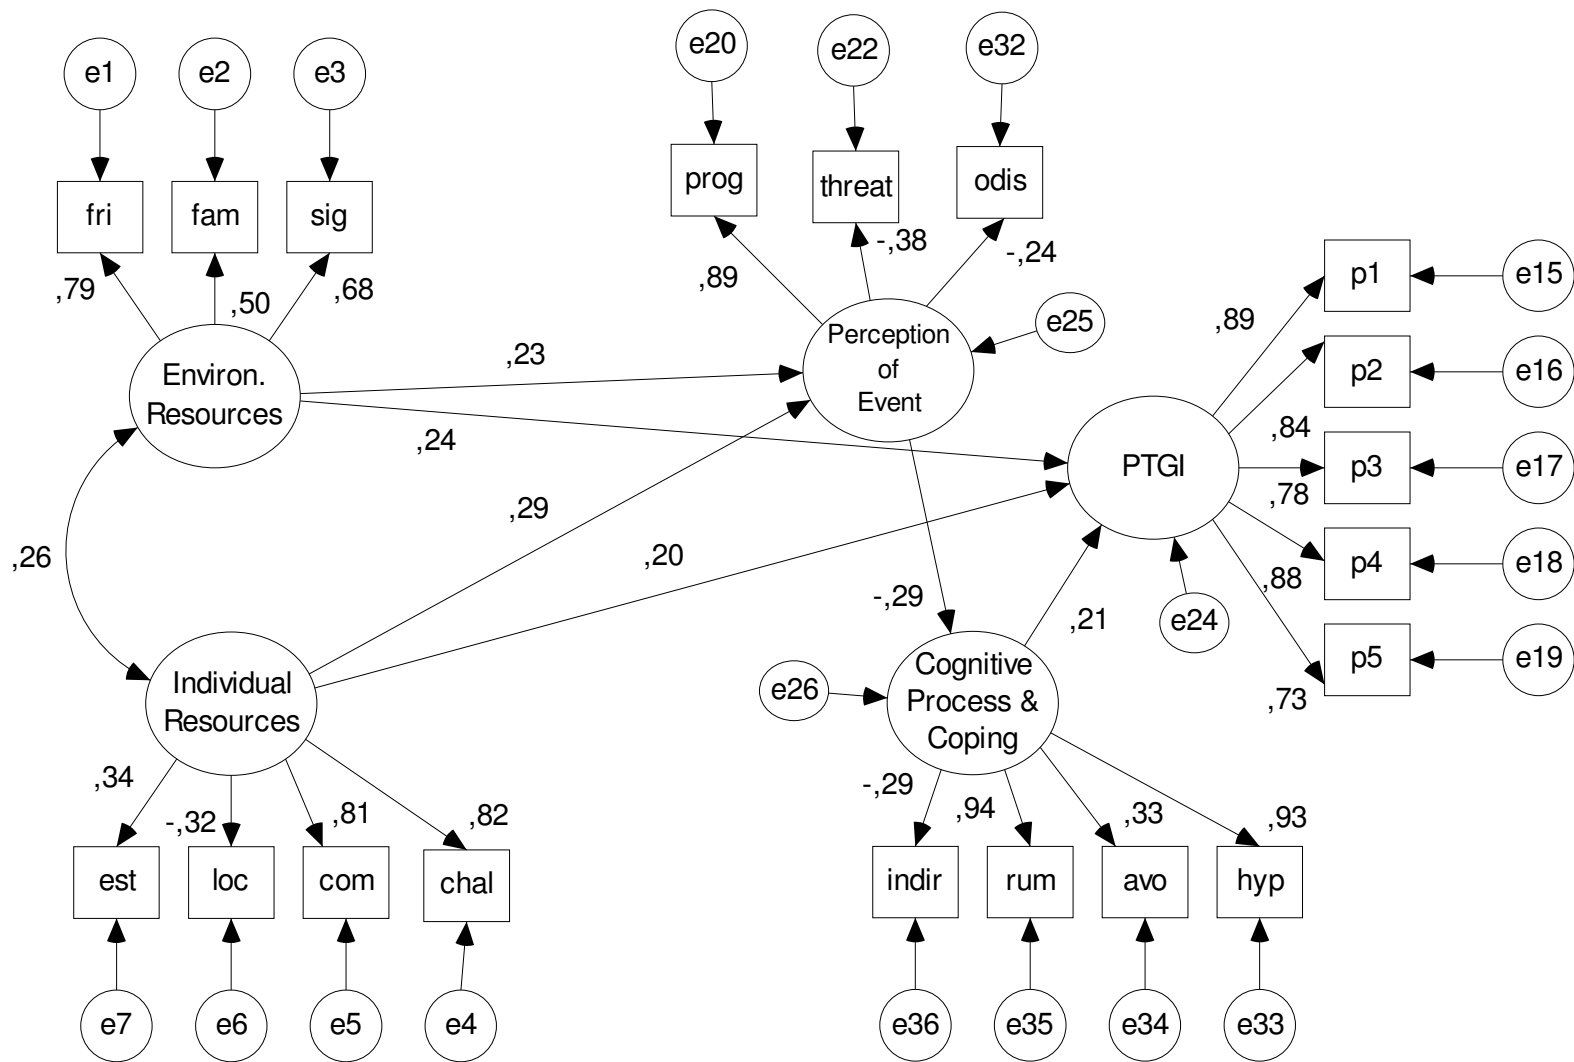 e1
e2
e3
e20
e22
e32
fri
fam
sig
prog
threat
odis
,79
,50
,68
,89
-,38
-,24
Environ.
Resources
Perception
of
Event
e25
,23
,24
,26
,29
,20
-,29
,21
PTGI
e24
,89
,84
,78
,88
,73
p1
p2
p3
p4
p5
e15
e16
e17
e18
e19
Individual
Resources
e26
Cognitive
Process &
Coping
,34
-,32
,81
,82
-,29
,94
,33
,93
est
loc
com
chal
indir
rum
avo
hyp
e7
e6
e5
e4
e36
e35
e34
e33